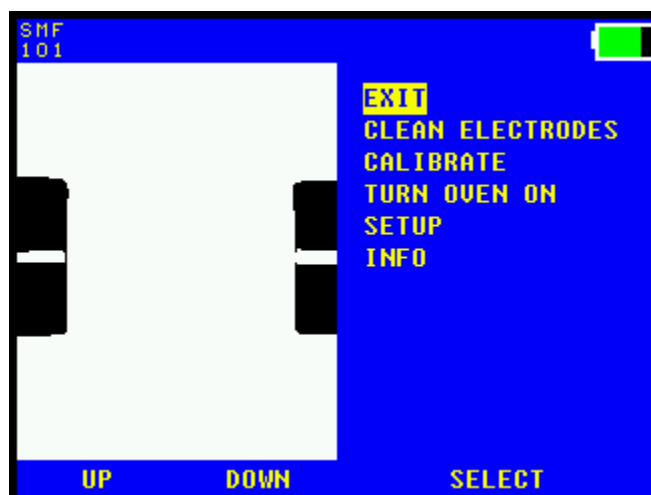 SMF
101
EXIT
CLEAN ELECTRODES
CALIBRATE
TURN OVEN ON
SETUP
INFO
UP DOWN SELECT